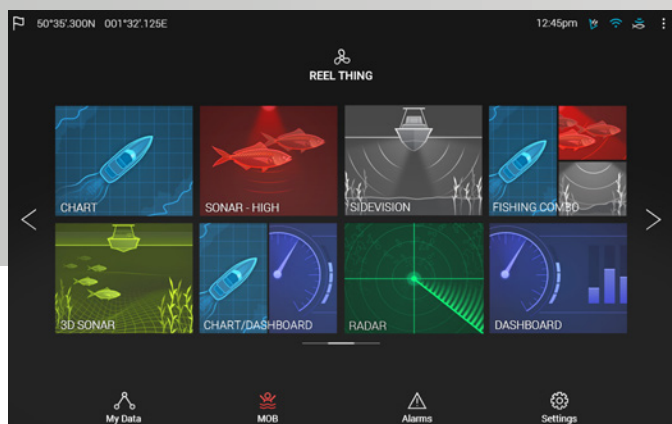 50°35'.300N 001°32'.125E
12:45pm
REEL THING
CHART
SONAR - HIGH
SIDEVISION
FISHING COMBO
3D SONAR
CHART/DASHBOARD
RADAR
DASHBOARD
My Data
MOB
Alarms
Settings